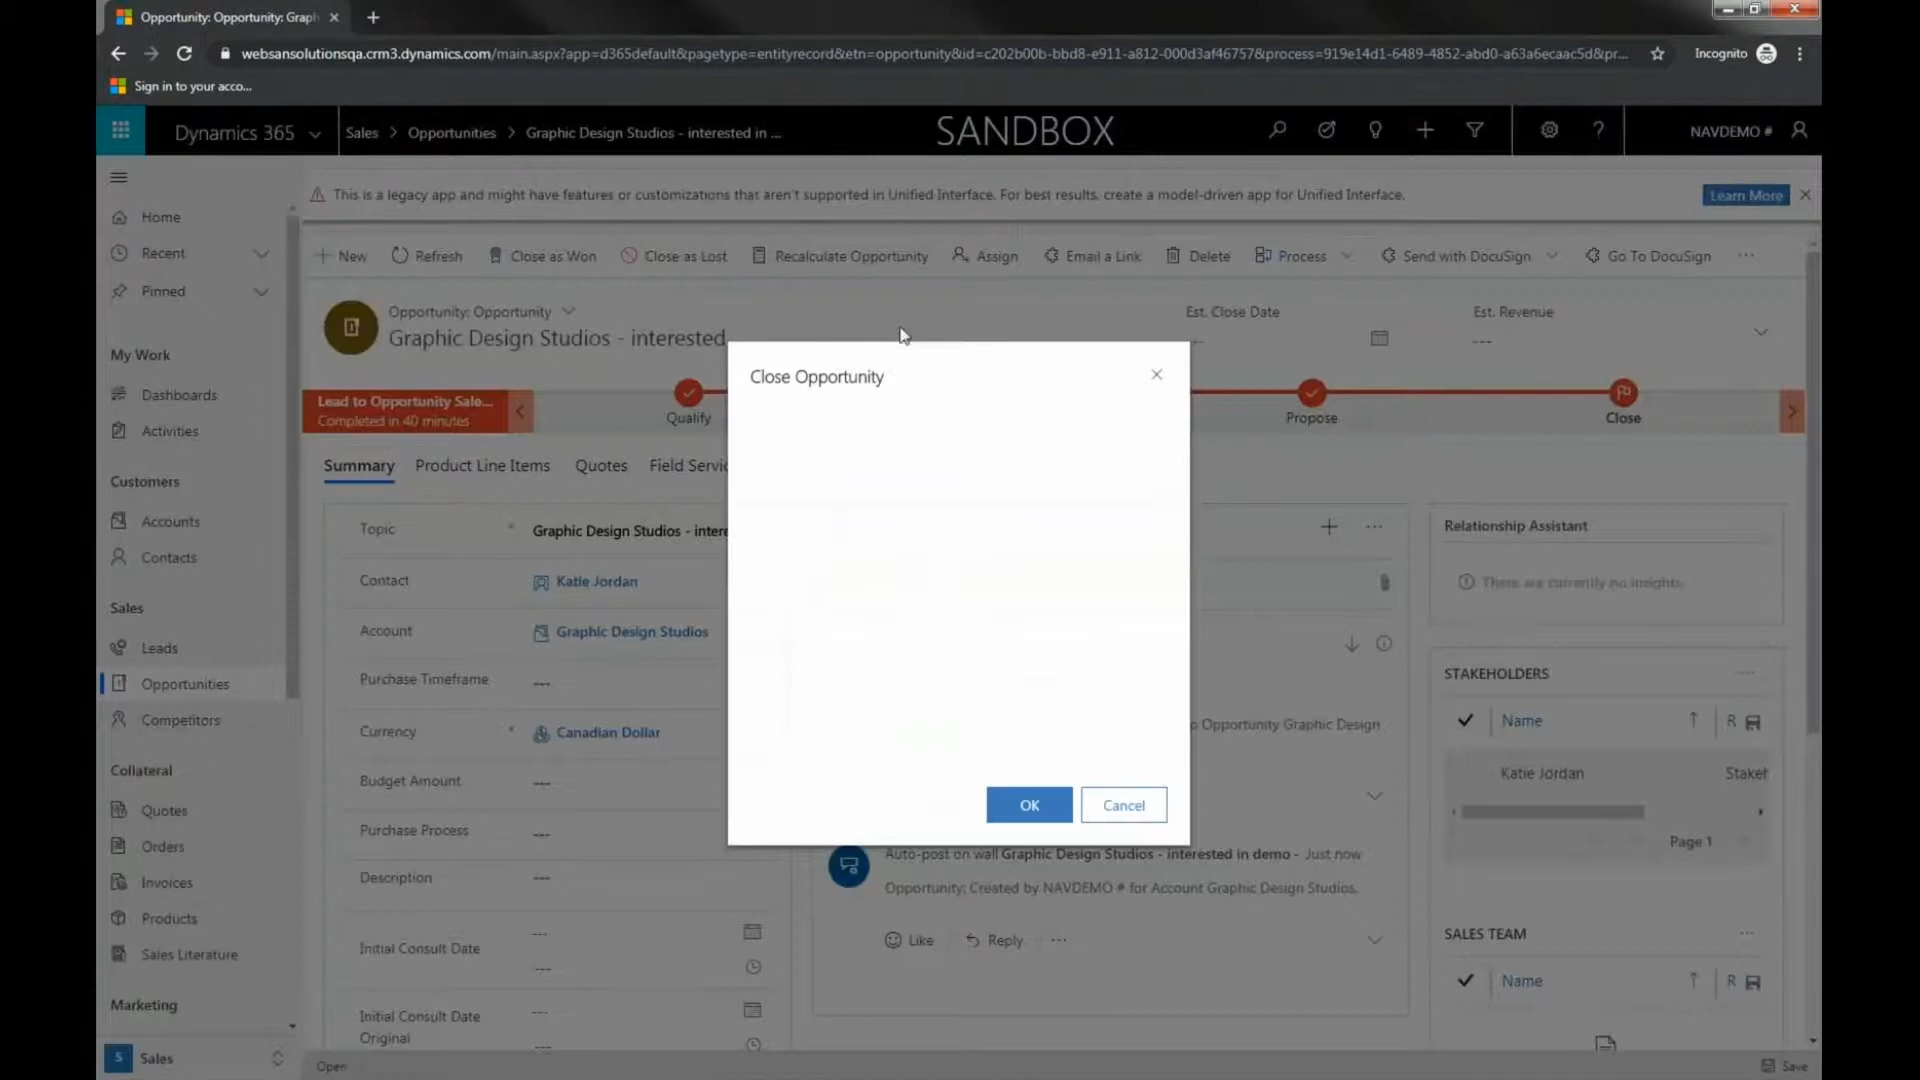 Opportunity: Opportunity: Graph
websansolutionsqa.crm3.dynamics.com/main.aspx?app=d365default&pagetype=entityrecord&etn=opportunity&id=c202b00b-bbd8-e911-a812-000d3af46757&process=919e14d1-6489-4852-abd0-a63a6ecaac5d&pr...
Incognito
Sign in to your acco...
Dynamics 365
Sales > Opportunities > Graphic Design Studios - interested in ...
SANDBOX
NAVDEMO #
This is a legacy app and might have features or customizations that aren't supported in Unified Interface. For best results, create a model-driven app for Unified Interface.
Learn More
Home
Recent
Pinned
My Work
Dashboards
Activities
Customers
Accounts
Contacts
Sales
Leads
Opportunities
Competitors
Collateral
Quotes
Orders
Invoices
Products
Sales Literature
Marketing
S Sales
New Refresh Close as Won Close as Lost Recalculate Opportunity Assign Email a Link Delete Process Send with DocuSign Go To DocuSign ...
Opportunity: Opportunity
Graphic Design Studios - interested
Est. Close Date
---
Est. Revenue
---
Lead to Opportunity Sale...
Completed in 40 minutes
Qualify
Propose
Close
Summary Product Line Items Quotes Field Servic
Topic * Graphic Design Studios - intere
Contact Katie Jordan
Account Graphic Design Studios
Purchase Timeframe ---
Currency * Canadian Dollar
Budget Amount ---
Purchase Process ---
Description ---
Initial Consult Date ---
---
Initial Consult Date
Original
---
---
Close Opportunity
OK
Cancel
Opportunity Graphic Design
Auto-post on wall Graphic Design Studios - interested in demo - Just now
Opportunity: Created by NAVDEMO # for Account Graphic Design Studios.
Like Reply ...
Relationship Assistant
There are currently no insights.
STAKEHOLDERS
Name R
Katie Jordan
Page 1
SALES TEAM
Name R
Open
Save